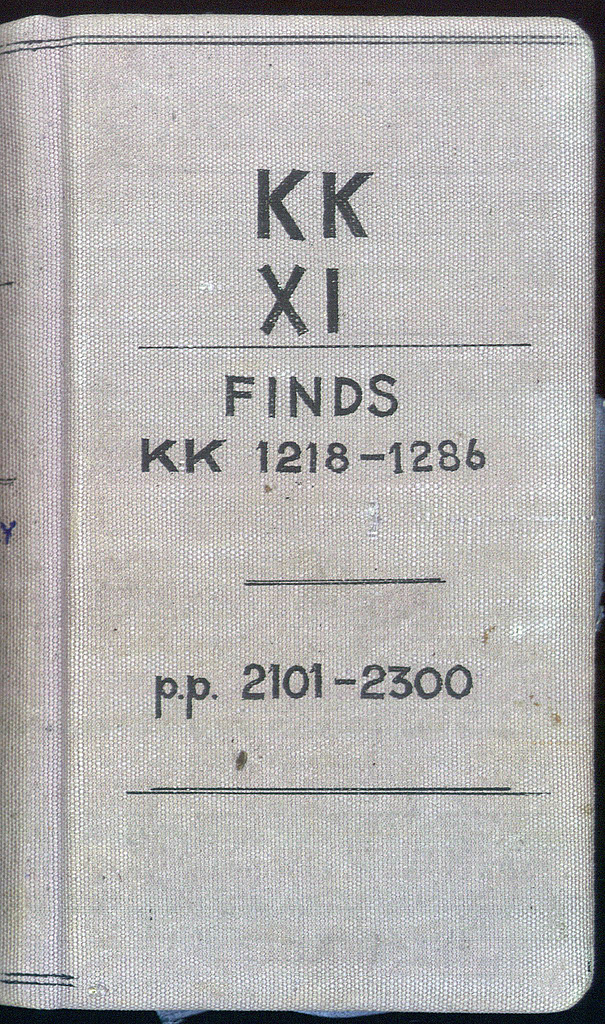 KK
XI
FINDS
KK 1218-1286
p.p. 2101-2300
Y